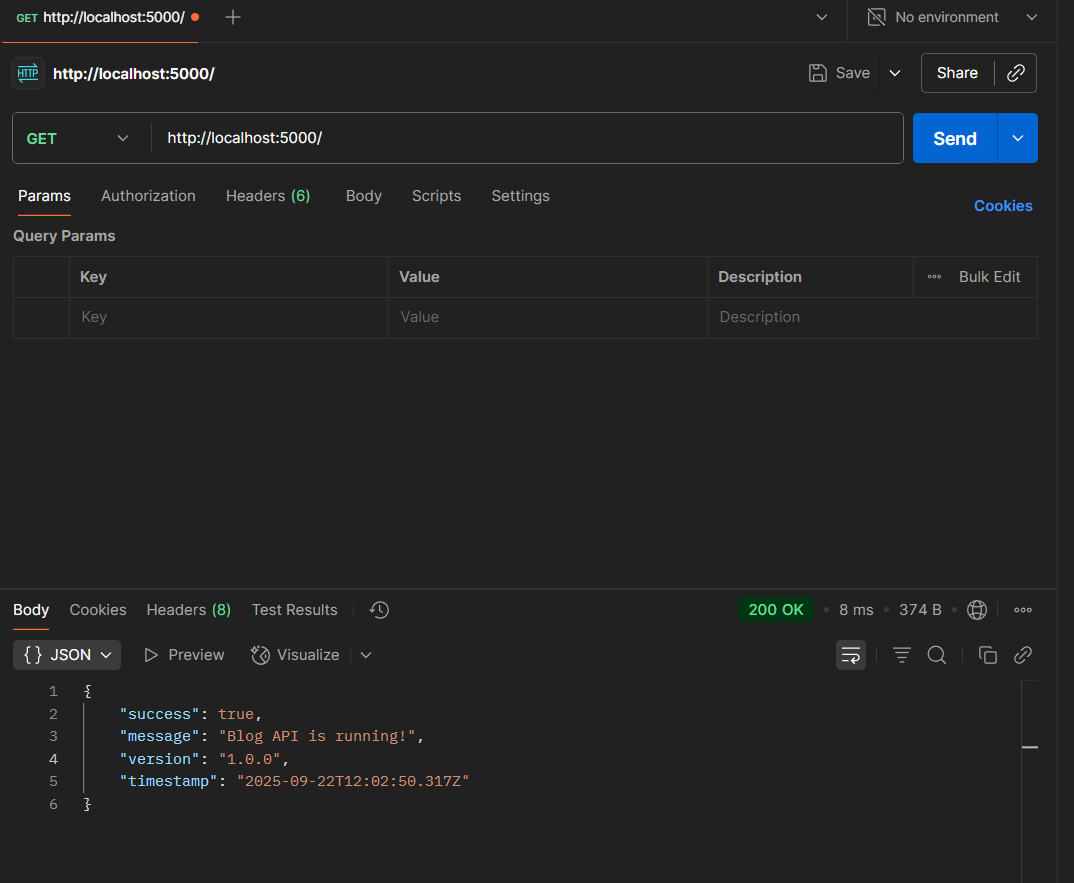 GET http://localhost:5000/ No environment
HTTP http://localhost:5000/ Save Share
GET http://localhost:5000/ Send
Params Authorization Headers (6) Body Scripts Settings Cookies
Query Params
Key Value Description Bulk Edit
Key Value Description
Body Cookies Headers (8) Test Results 200 OK • 8 ms • 374 B •
{} JSON Preview Visualize
1 {
2 "success": true,
3 "message": "Blog API is running!",
4 "version": "1.0.0",
5 "timestamp": "2025-09-22T12:02:50.317Z"
6 }